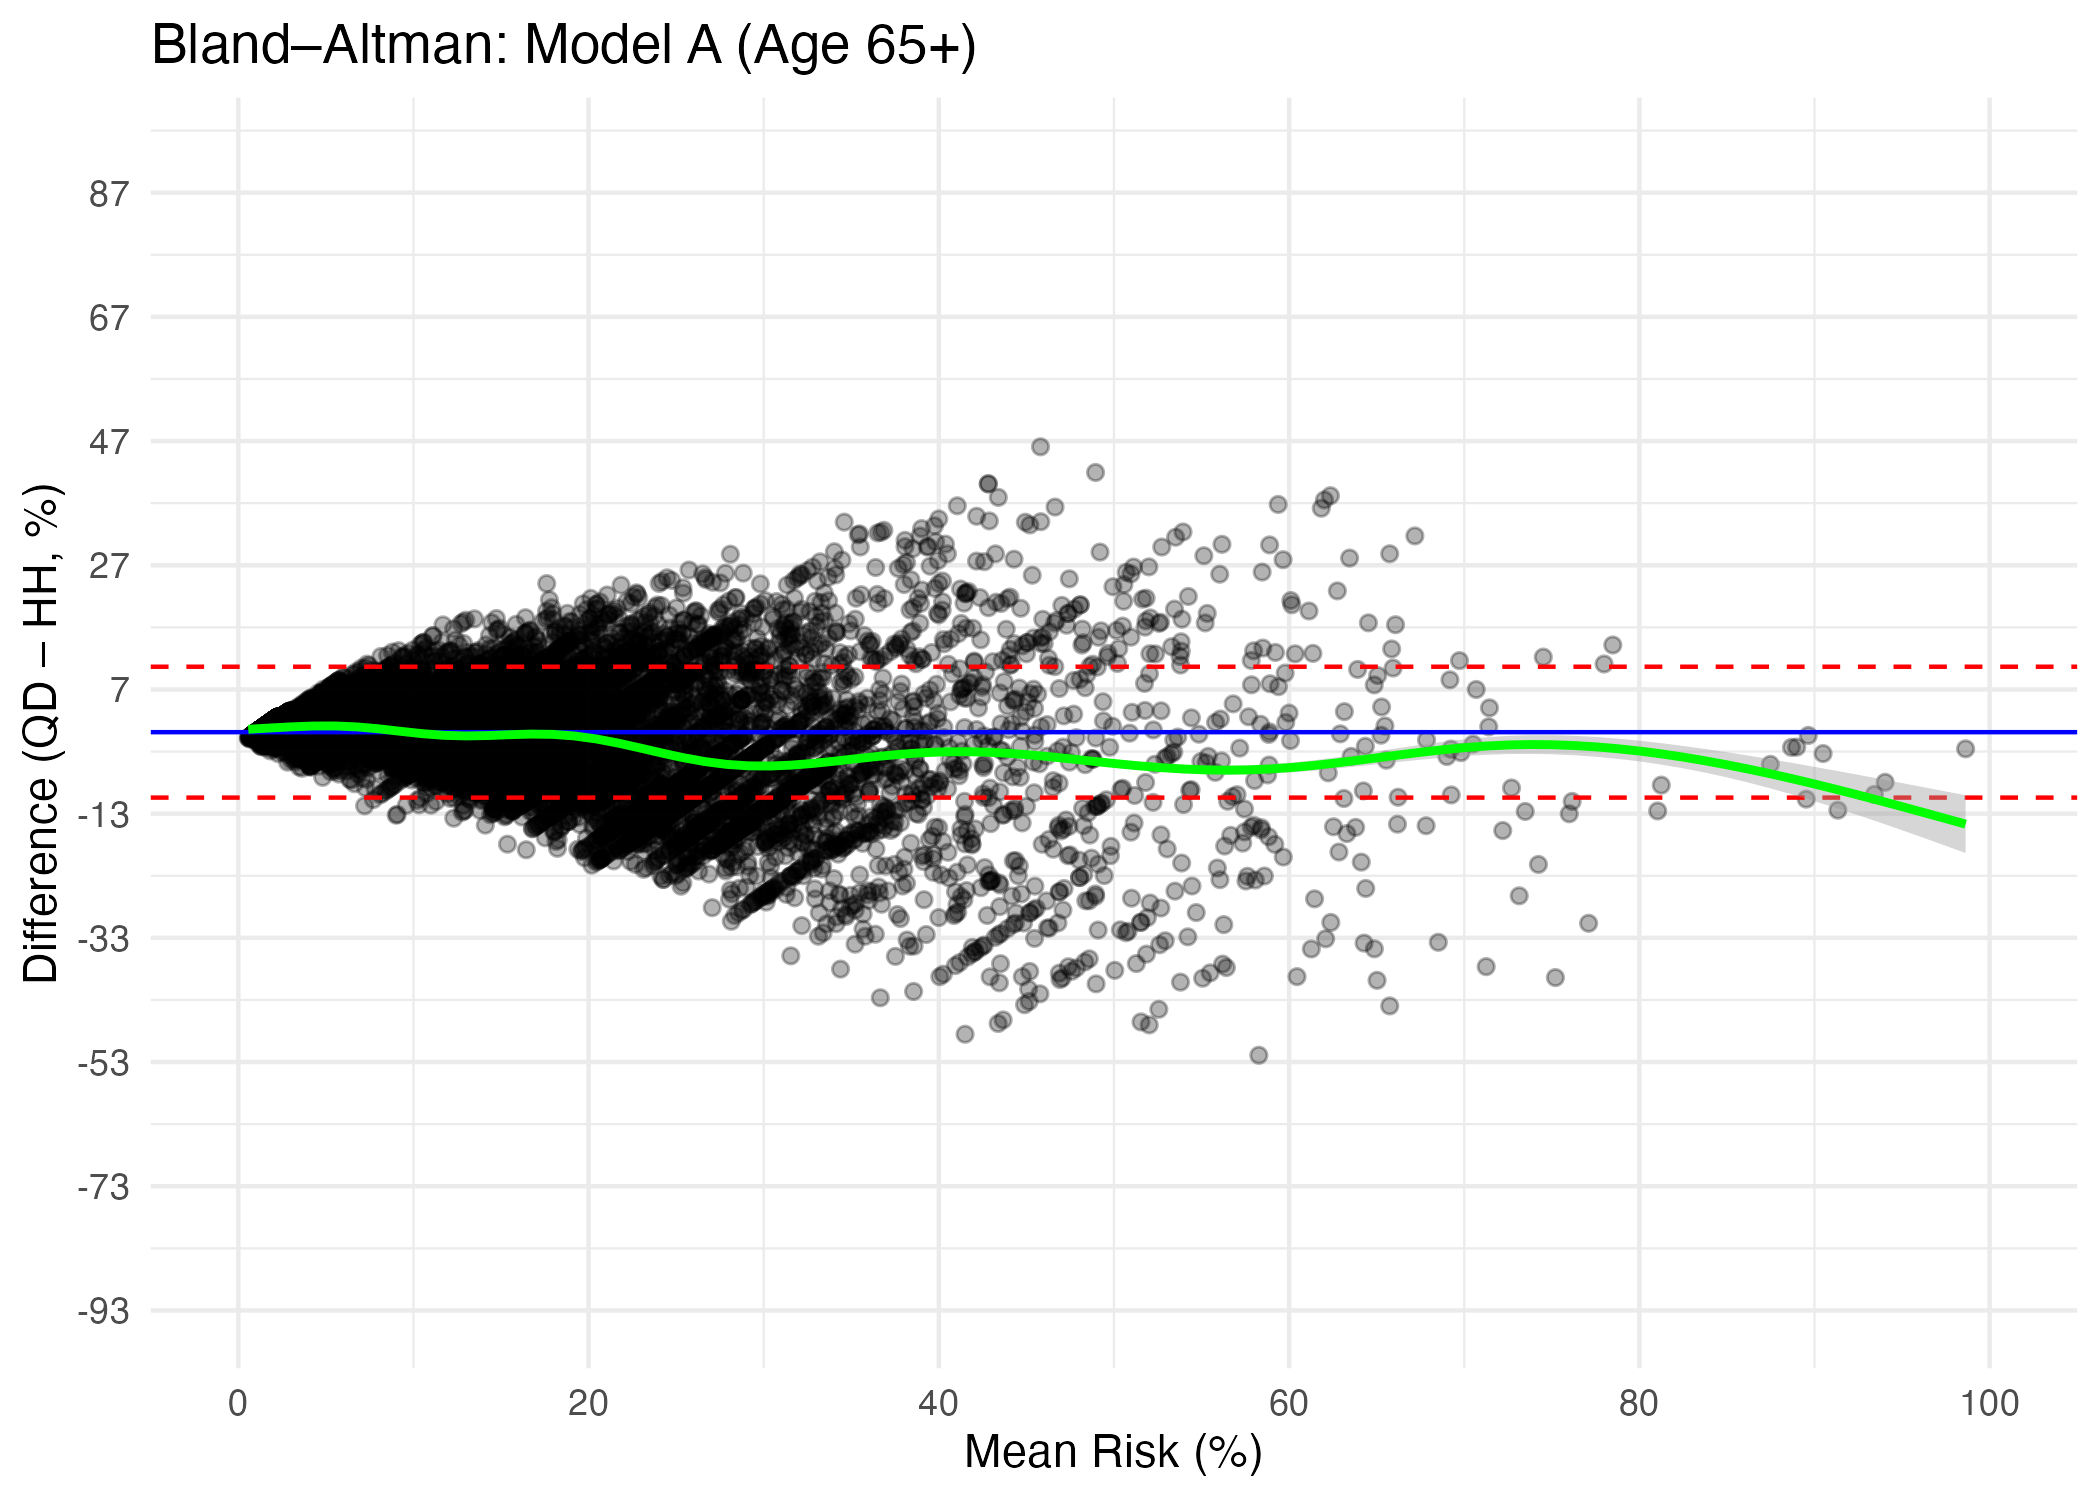 Bland–Altman: Model A (Age 65+)
Difference (QD – HH, %)
87
67
47
27
7
-13
-33
-53
-73
-93
0 20 40 60 80 100
Mean Risk (%)